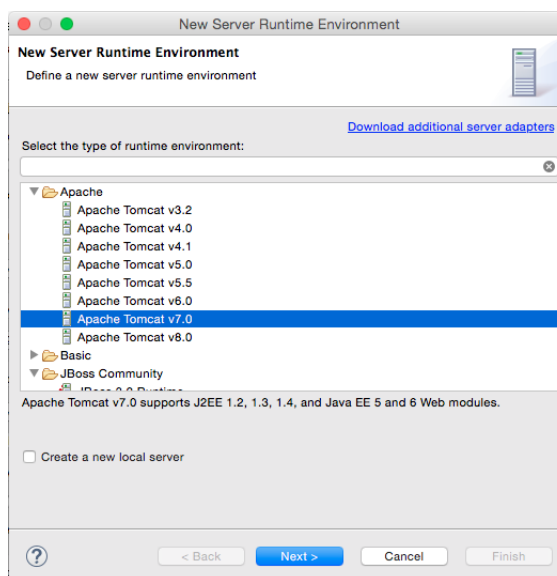 New Server Runtime Environment
New Server Runtime Environment
Define a new server runtime environment
Download additional server adapters
Select the type of runtime environment:
Apache
Apache Tomcat v3.2
Apache Tomcat v4.0
Apache Tomcat v4.1
Apache Tomcat v5.0
Apache Tomcat v5.5
Apache Tomcat v6.0
Apache Tomcat v7.0
Apache Tomcat v8.0
Basic
JBoss Community
Apache Tomcat v7.0 supports J2EE 1.2, 1.3, 1.4, and Java EE 5 and 6 Web modules.
Create a new local server
? < Back Next > Cancel Finish